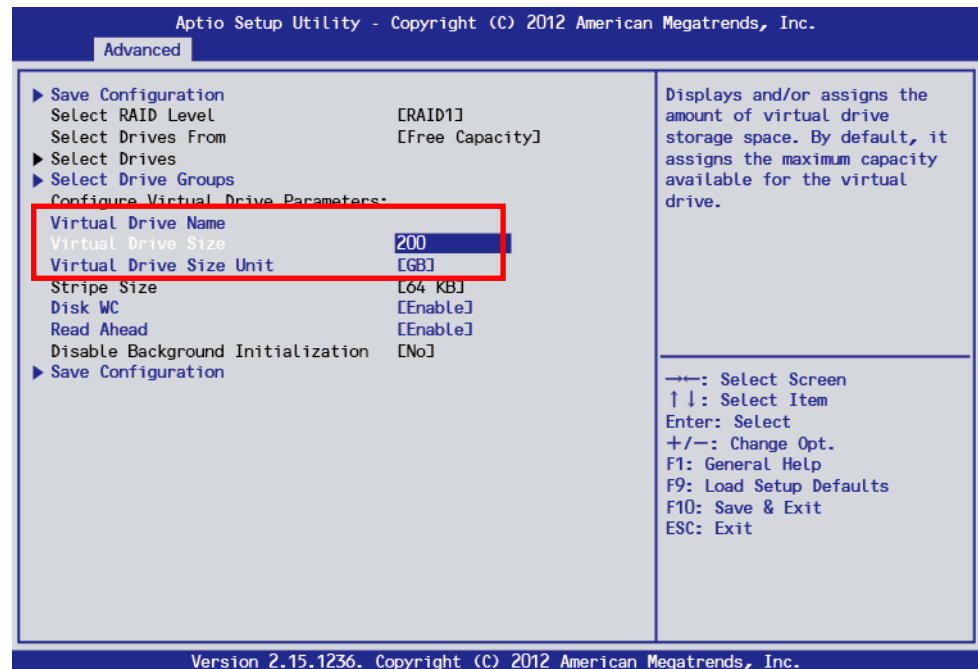 Aptio Setup Utility - Copyright (C) 2012 American Megatrends, Inc.
Advanced
▶ Save Configuration
Select RAID Level [RAID1]
Select Drives From [Free Capacity]
▶ Select Drives
▶ Select Drive Groups
Configure Virtual Drive Parameters:
Virtual Drive Name
Virtual Drive Size 200
Virtual Drive Size Unit [GB]
Stripe Size [64 KB]
Disk WC [Enable]
Read Ahead [Enable]
Disable Background Initialization [No]
▶ Save Configuration
Displays and/or assigns the
amount of virtual drive
storage space. By default, it
assigns the maximum capacity
available for the virtual
drive.
→←: Select Screen
↑↓: Select Item
Enter: Select
+/-: Change Opt.
F1: General Help
F9: Load Setup Defaults
F10: Save & Exit
ESC: Exit
Version 2.15.1236. Copyright (C) 2012 American Megatrends, Inc.